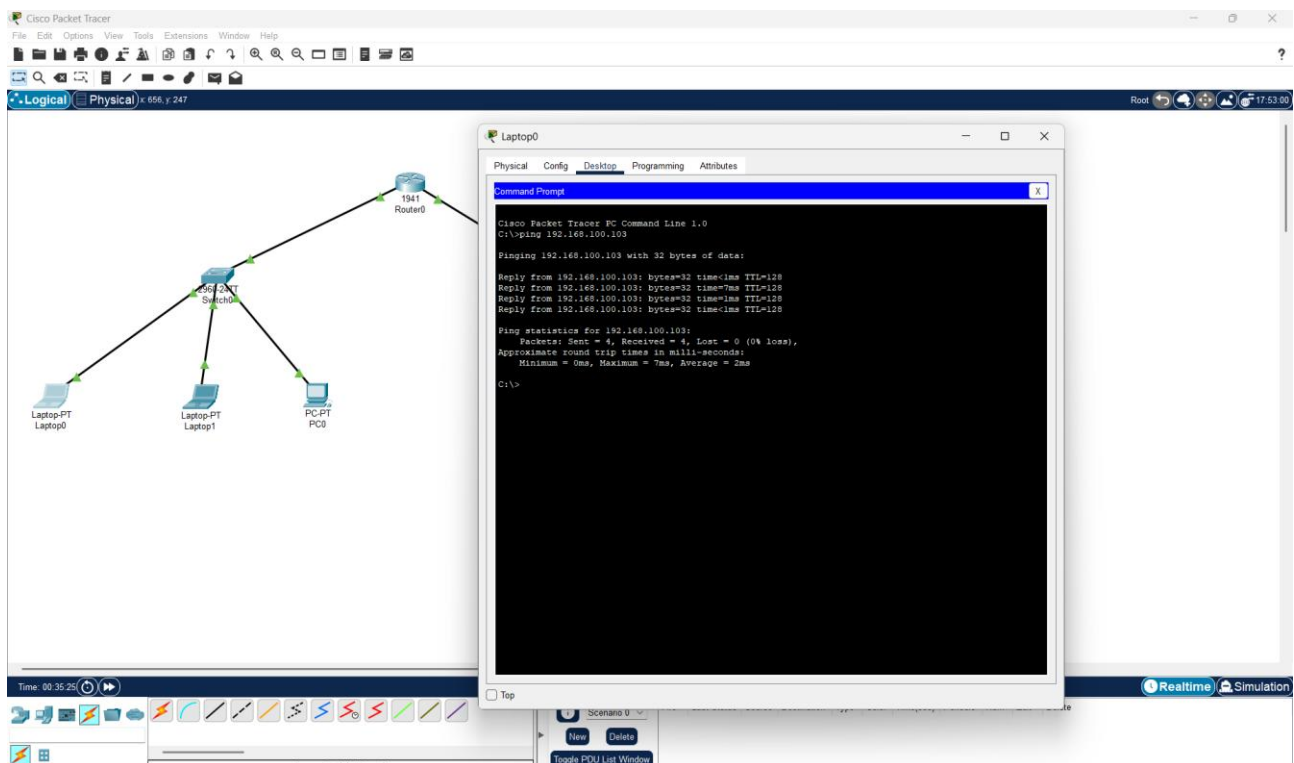 Cisco Packet Tracer
File Edit Options View Tools Extensions Window Help
?
Logical Physical x: 656, y: 247
Root 17:53:00
1941
Router0
2960-24TT
Switch0
Laptop-PT
Laptop0
Laptop-PT
Laptop1
PC-PT
PC0
Laptop0
Physical Config Desktop Programming Attributes
Command Prompt
X
Cisco Packet Tracer PC Command Line 1.0
C:\>ping 192.168.100.103
Pinging 192.168.100.103 with 32 bytes of data:
Reply from 192.168.100.103: bytes=32 time<1ms TTL=128
Reply from 192.168.100.103: bytes=32 time=7ms TTL=128
Reply from 192.168.100.103: bytes=32 time=1ms TTL=128
Reply from 192.168.100.103: bytes=32 time<1ms TTL=128
Ping statistics for 192.168.100.103:
Packets: Sent = 4, Received = 4, Lost = 0 (0% loss),
Approximate round trip times in milli-seconds:
Minimum = 0ms, Maximum = 7ms, Average = 2ms
C:\>
Top
Time: 00:35:25
Realtime Simulation
Scenario 0
New Delete
Toggle PDU List Window